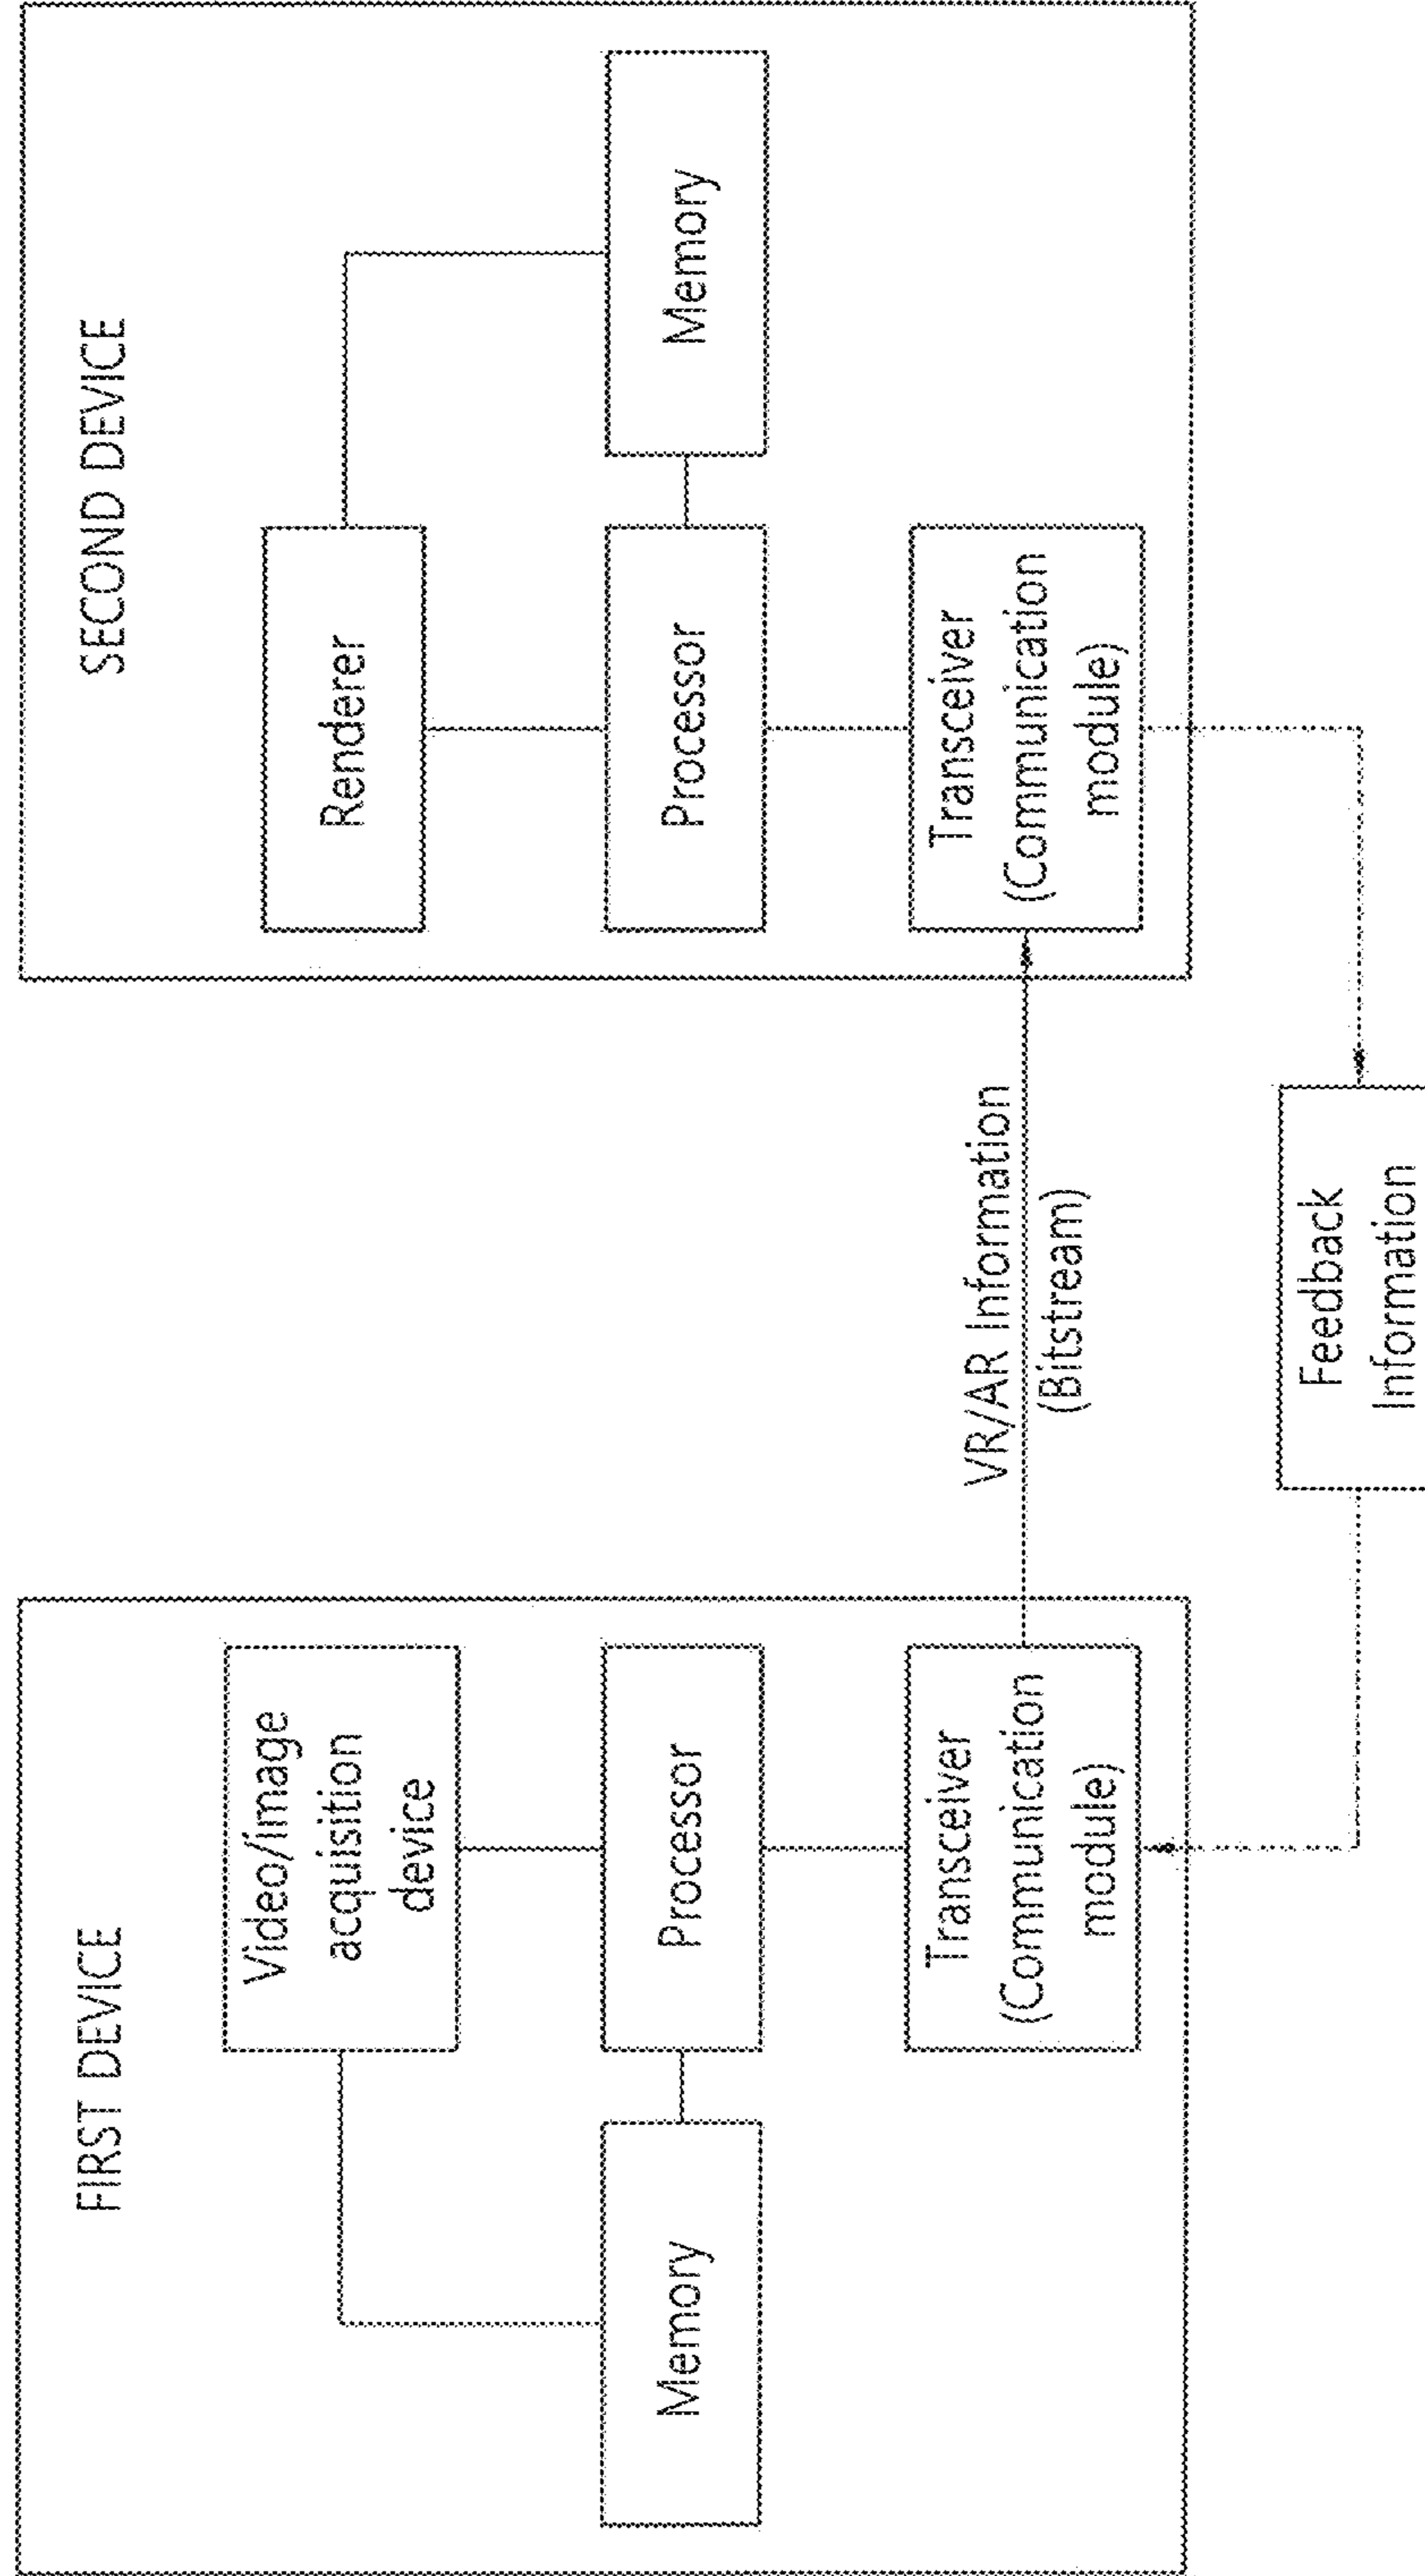 FIRST DEVICE
Video/image
acquisition
device
Memory
Processor
Transceiver
(Communication
module)
VR/AR Information
(Bitstream)
Feedback
Information
SECOND DEVICE
Renderer
Processor
Memory
Transceiver
(Communication
module)